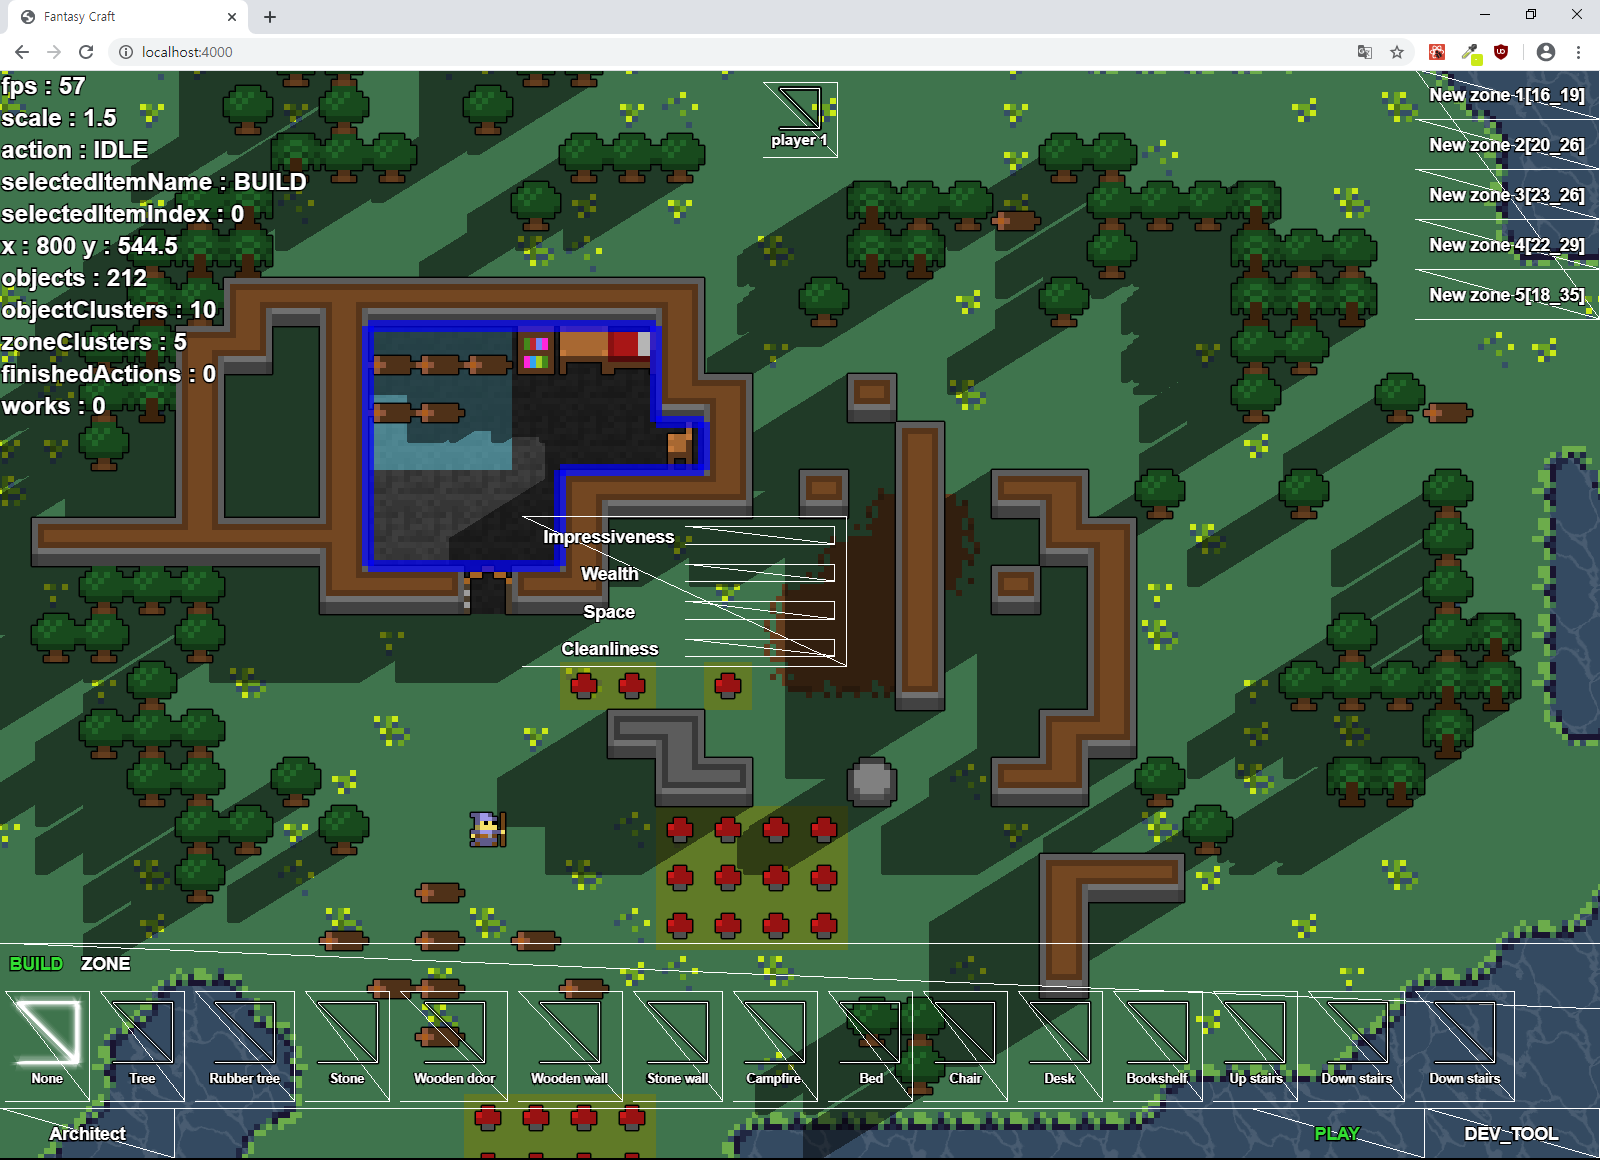 Fantasy Craft
localhost:4000
fps : 57
scale : 1.5
action : IDLE
selectedItemName : BUILD
selectedItemIndex : 0
x : 800 y : 544.5
objects : 212
objectClusters : 10
zoneClusters : 5
finishedActions : 0
works : 0
player 1
New zone 1[16_19]
New zone 2[20_26]
New zone 3[23_26]
New zone 4[22_29]
New zone 5[18_35]
Impressiveness
Wealth
Space
Cleanliness
BUILD ZONE
None Tree Rubber tree Stone Wooden door Wooden wall Stone wall Campfire Bed Chair Desk Bookshelf Up stairs Down stairs Down stairs
Architect PLAY DEV_TOOL